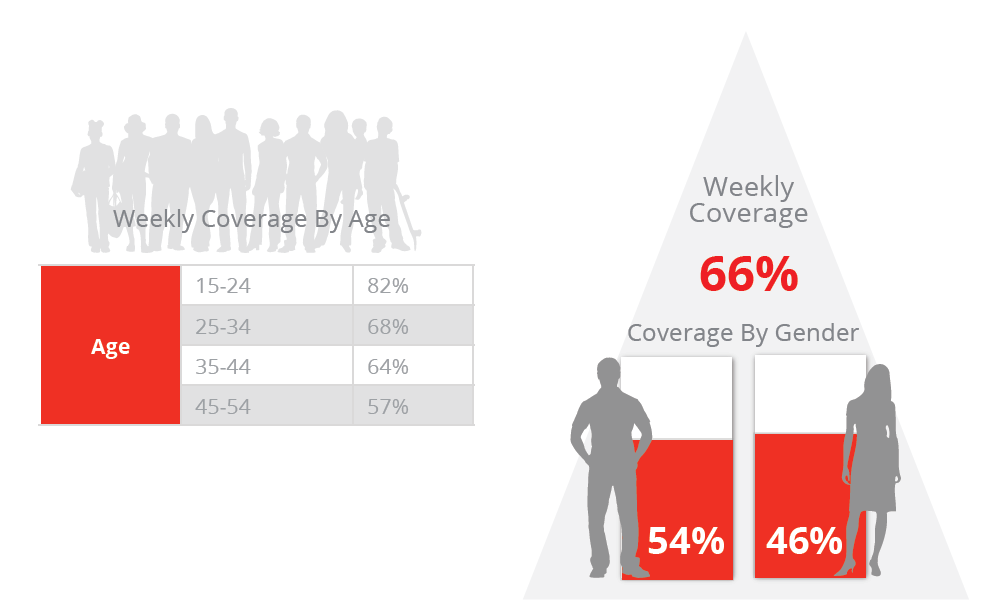 Weekly Coverage By Age
Age
15-24 82%
25-34 68%
35-44 64%
45-54 57%
Weekly
Coverage
66%
Coverage By Gender
54% 46%